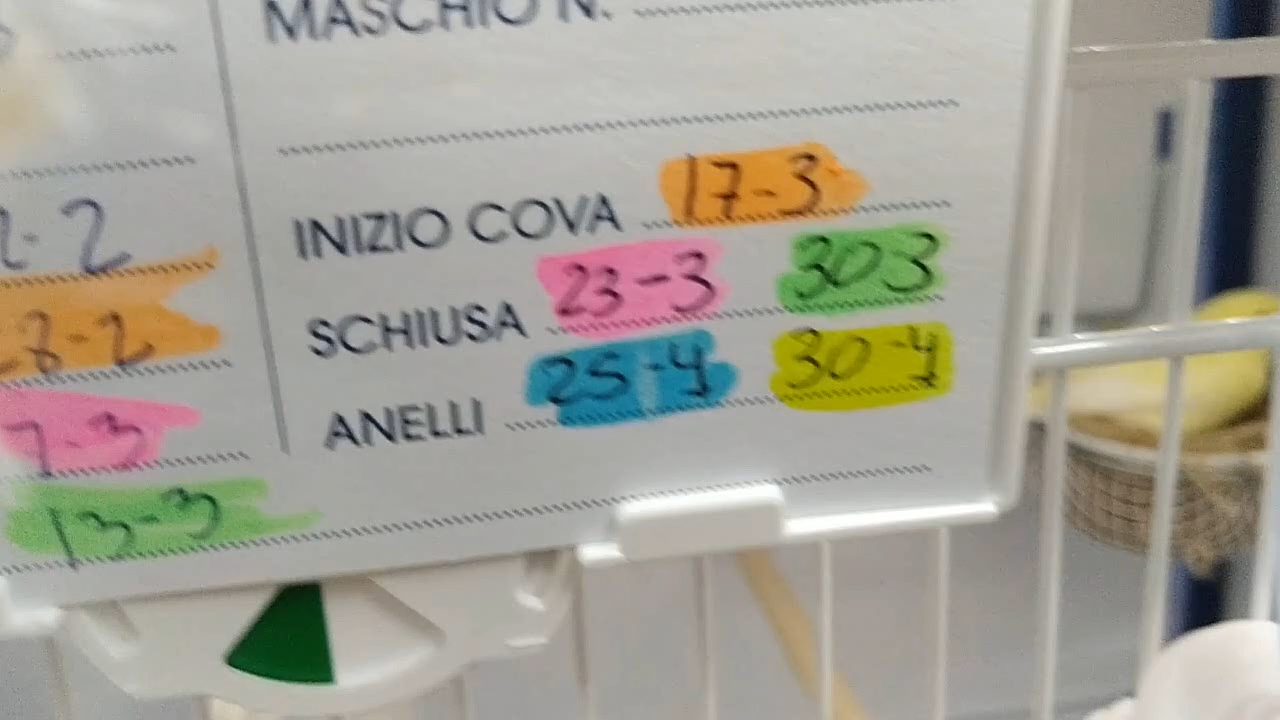 MASCHIO N.
INIZIO COVA 17-3
SCHIUSA 23-3 303
ANELLI 25-4 30-4
2-2
28-2
7-3
13-3